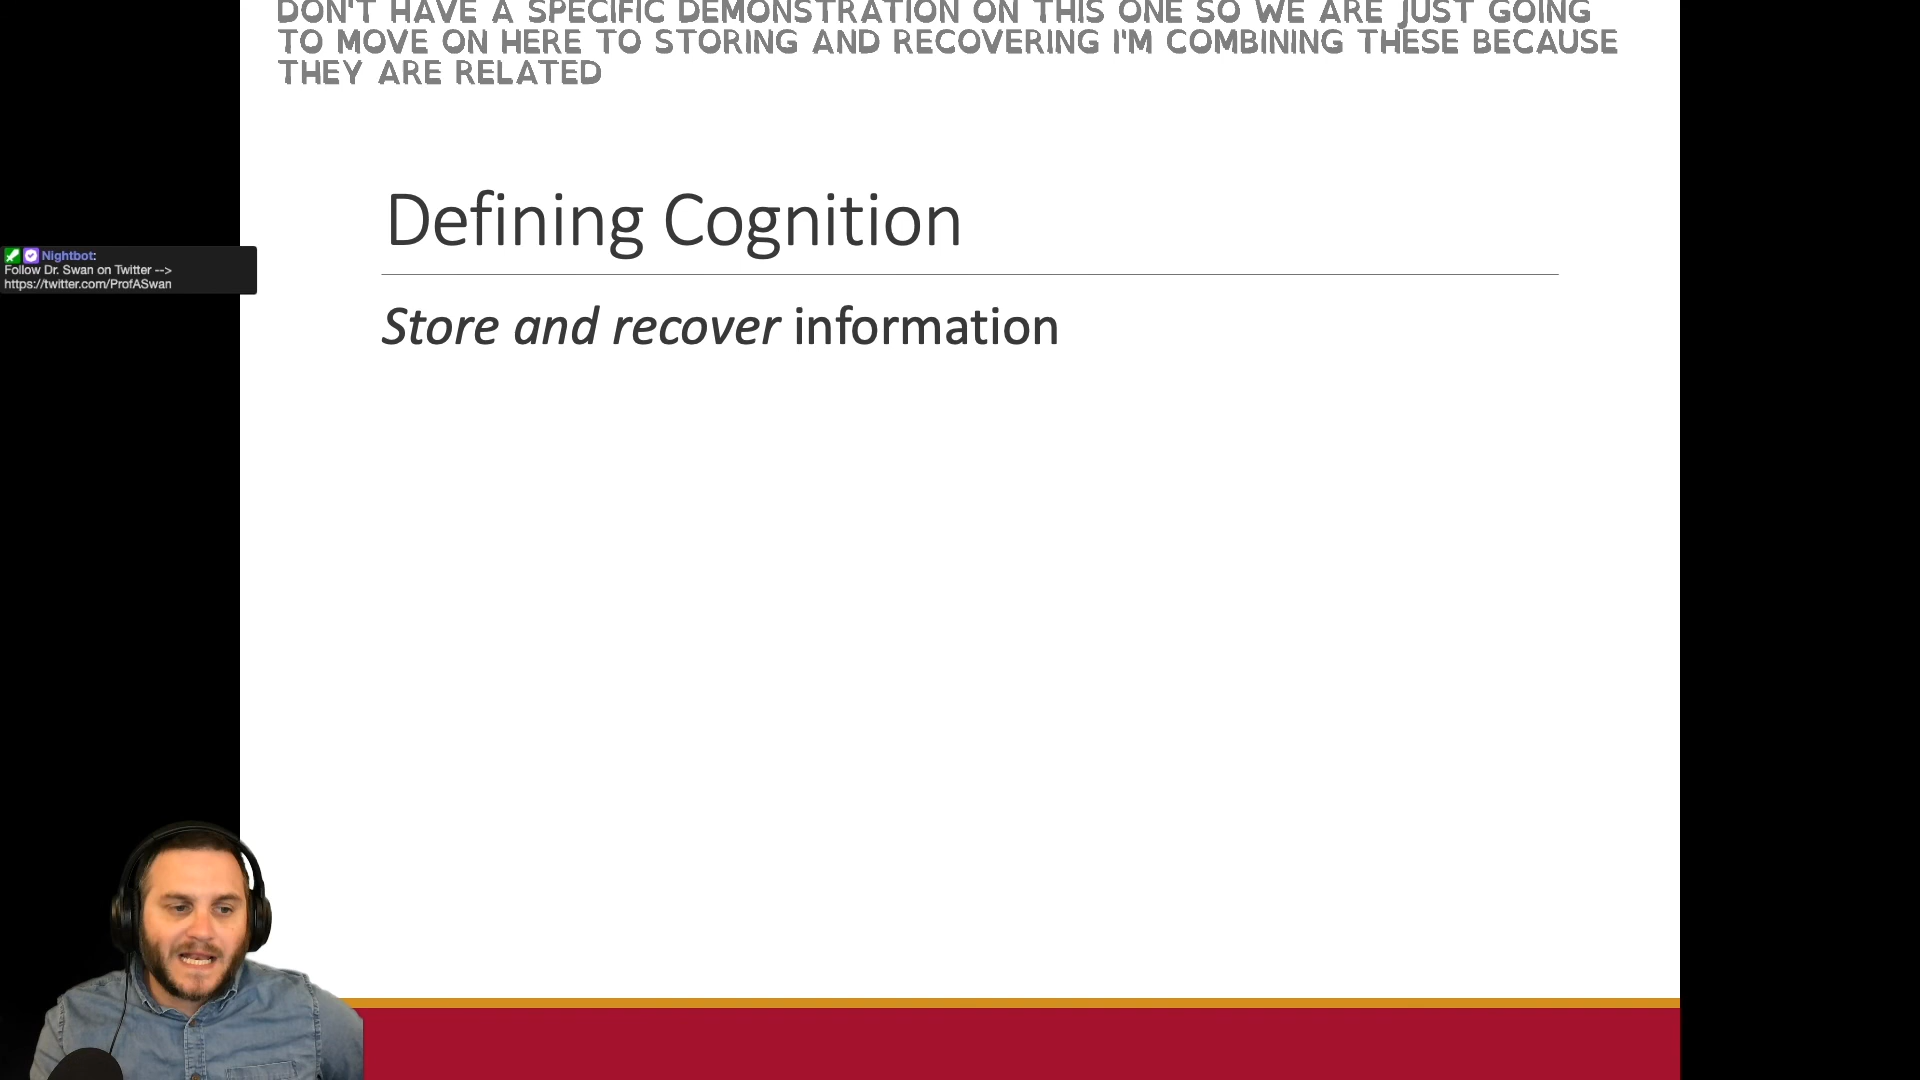 DON'T HAVE A SPECIFIC DEMONSTRATION ON THIS ONE SO WE ARE JUST GOING
TO MOVE ON HERE TO STORING AND RECOVERING I'M COMBINING THESE BECAUSE
THEY ARE RELATED
Defining Cognition
Nightbot:
Follow Dr. Swan on Twitter -->
https://twitter.com/ProfASwan
Store and recover information